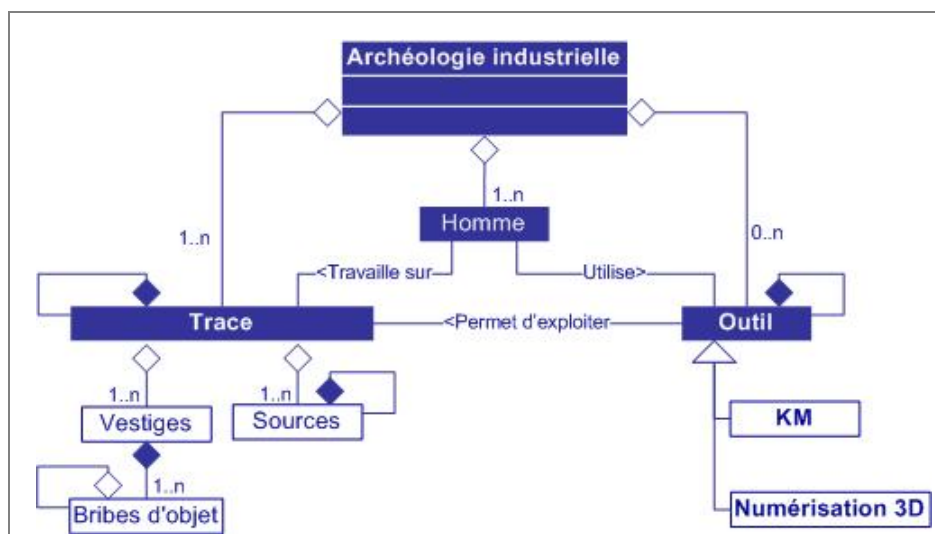 Archéologie industrielle
1..n
Homme
1..n
0..n
<Travaille sur
Utilise>
Trace
<Permet d'exploiter
Outil
1..n
1..n
Vestiges
Sources
KM
1..n
Bribes d'objet
Numérisation 3D